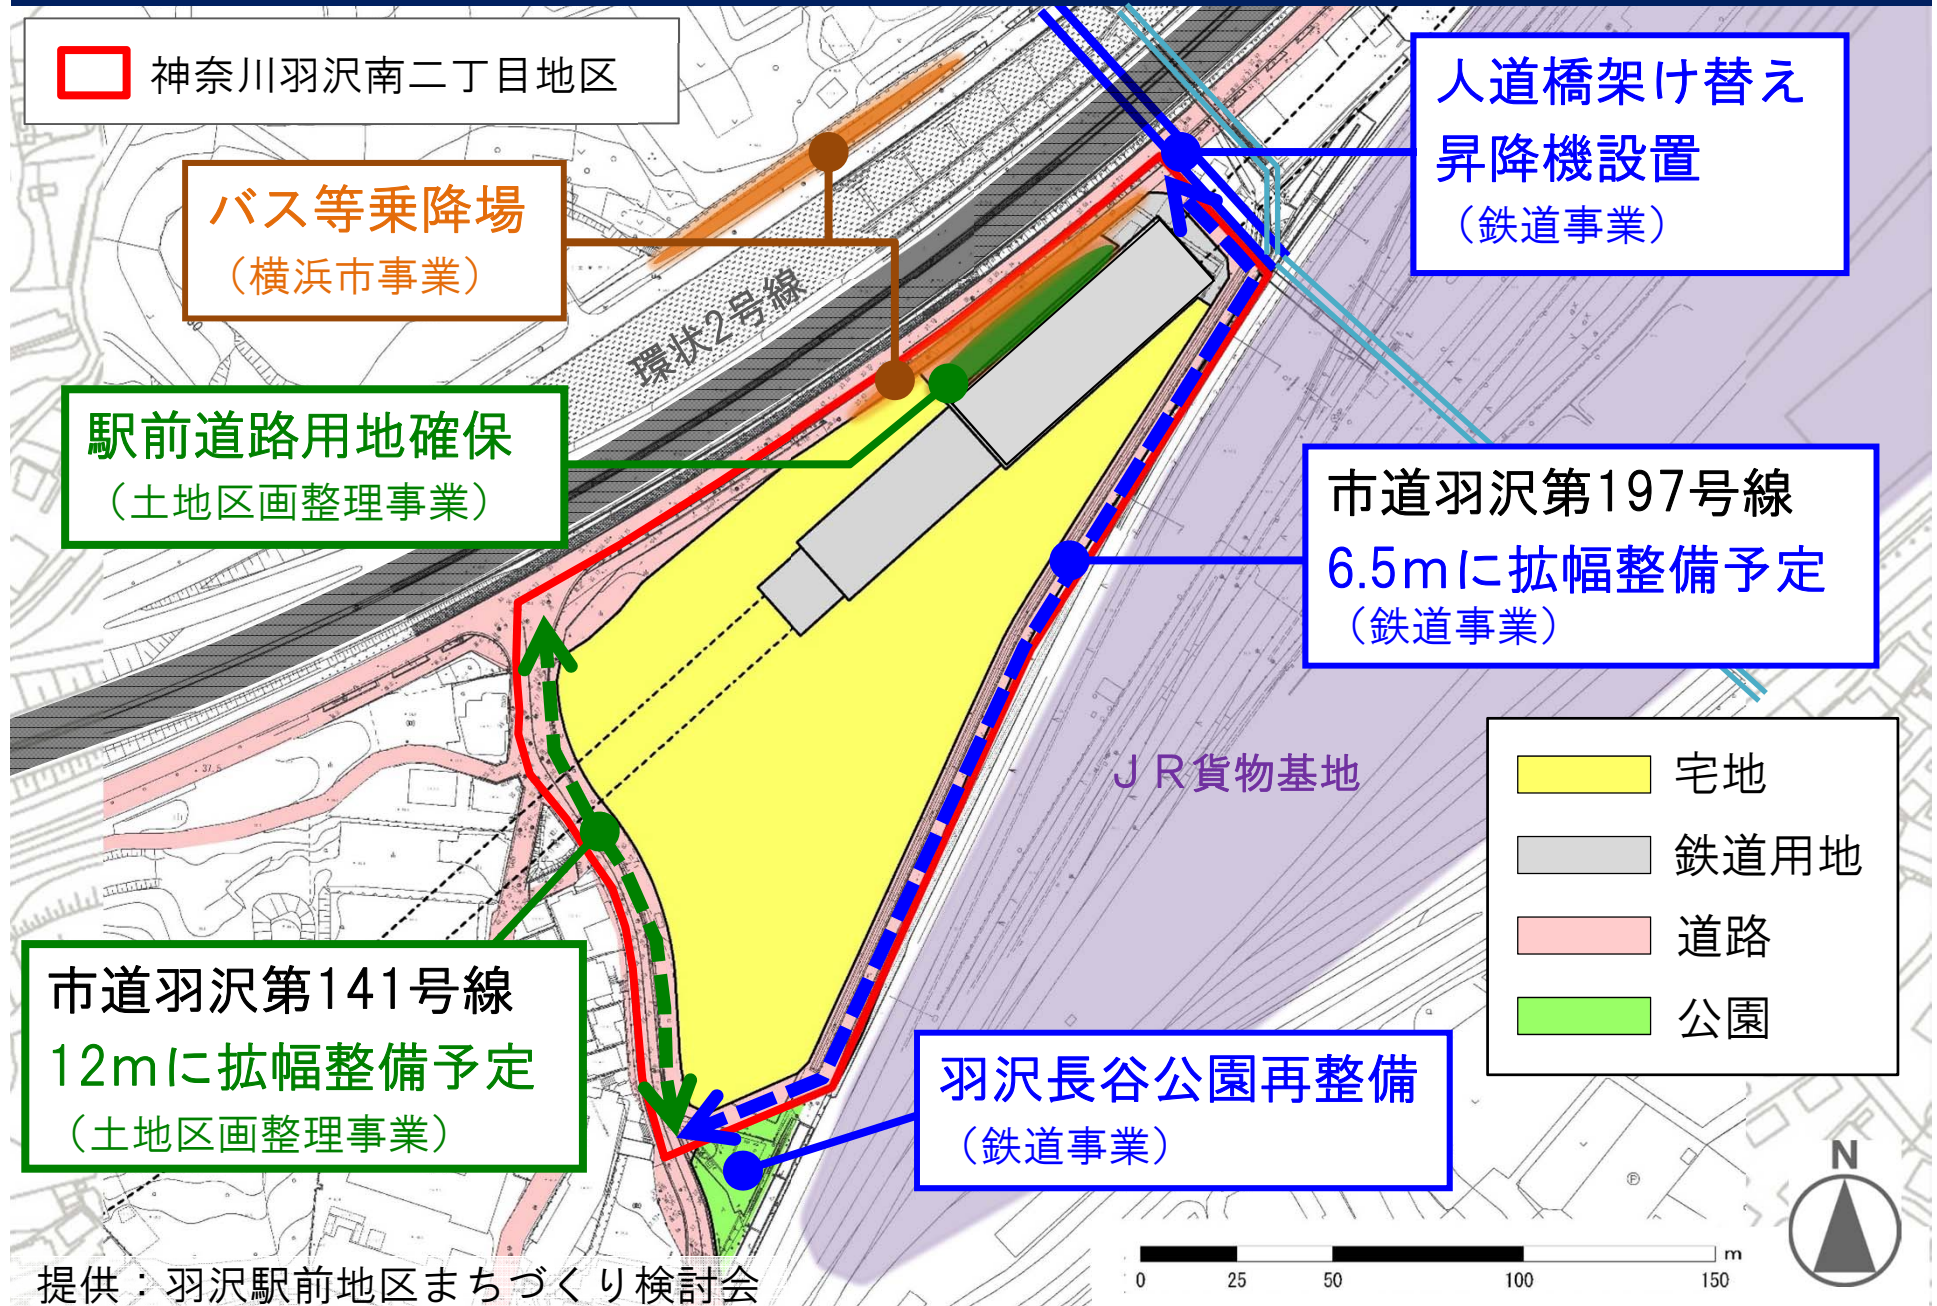 神奈川羽沢南二丁目地区
人道橋架け替え
昇降機設置
（鉄道事業）
バス等乗降場
（横浜市事業）
環状2号線
駅前道路用地確保
（土地区画整理事業）
市道羽沢第197号線
6.5mに拡幅整備予定
（鉄道事業）
ＪＲ貨物基地
宅地
鉄道用地
道路
公園
市道羽沢第141号線
12mに拡幅整備予定
（土地区画整理事業）
羽沢長谷公園再整備
（鉄道事業）
N
m
0 25 50 100 150
提供：羽沢駅前地区まちづくり検討会